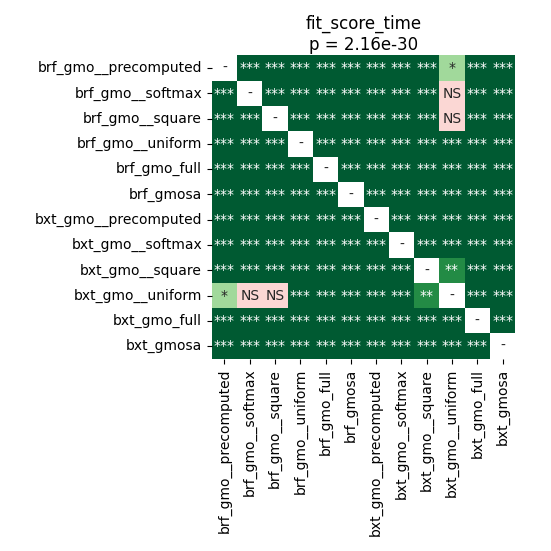 fit_score_time
p = 2.16e-30
brf_gmo__precomputed - *** *** *** *** *** *** *** *** * *** ***
brf_gmo__softmax *** - *** *** *** *** *** *** *** NS *** ***
brf_gmo__square *** *** - *** *** *** *** *** *** NS *** ***
brf_gmo__uniform *** *** *** - *** *** *** *** *** *** *** ***
brf_gmo_full *** *** *** *** - *** *** *** *** *** *** ***
brf_gmosa *** *** *** *** *** - *** *** *** *** *** ***
bxt_gmo__precomputed *** *** *** *** *** *** - *** *** *** *** ***
bxt_gmo__softmax *** *** *** *** *** *** *** - *** *** *** ***
bxt_gmo__square *** *** *** *** *** *** *** *** - ** *** ***
bxt_gmo__uniform * NS NS *** *** *** *** *** ** - *** ***
bxt_gmo_full *** *** *** *** *** *** *** *** *** *** - ***
bxt_gmosa *** *** *** *** *** *** *** *** *** *** *** -
brf_gmo__precomputed
brf_gmo__softmax
brf_gmo__square
brf_gmo__uniform
brf_gmo_full
brf_gmosa
bxt_gmo__precomputed
bxt_gmo__softmax
bxt_gmo__square
bxt_gmo__uniform
bxt_gmo_full
bxt_gmosa